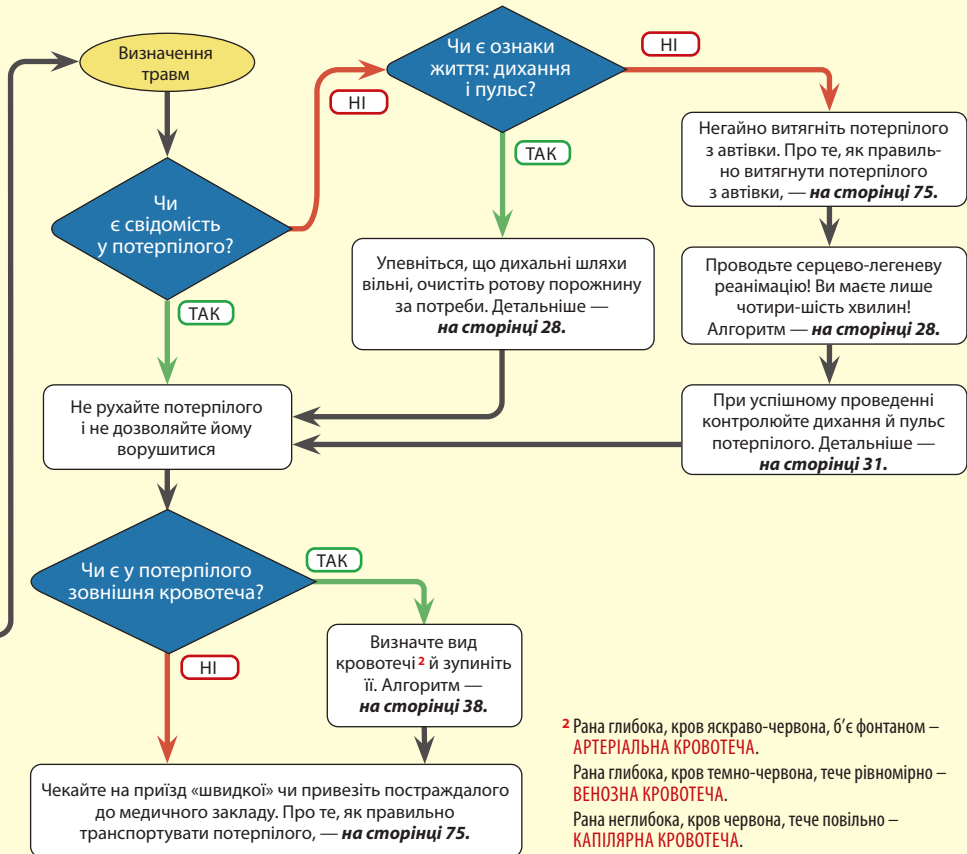 Визначення
травм
Чи є ознаки
життя: дихання
і пульс?
НІ
НІ
ТАК
Негайно витягніть потерпілого
з автівки. Про те, як правиль-
но витягнути потерпілого
з автівки, — на сторінці 75.
Чи
є свідомість
у потерпілого?
Упевніться, що дихальні шляхи
вільні, очистіть ротову порожнину
за потреби. Детальніше —
на сторінці 28.
Проводьте серцево-легеневу
реанімацію! Ви маєте лише
чотири-шість хвилин!
Алгоритм — на сторінці 28.
ТАК
Не рухайте потерпілого
і не дозволяйте йому
ворушитися
При успішному проведенні
контролюйте дихання й пульс
потерпілого. Детальніше —
на сторінці 31.
Чи є у потерпілого
зовнішня кровотеча?
ТАК
НІ
Визначте вид
кровотечі 2 й зупиніть
її. Алгоритм —
на сторінці 38.
Чекайте на приїзд «швидкої» чи привезіть постраждалого
до медичного закладу. Про те, як правильно
транспортувати потерпілого, — на сторінці 75.
2 Рана глибока, кров яскраво-червона, б’є фонтаном –
АРТЕРІАЛЬНА КРОВОТЕЧА.
Рана глибока, кров темно-червона, тече рівномірно –
ВЕНОЗНА КРОВОТЕЧА.
Рана неглибока, кров червона, тече повільно –
КАПІЛЯРНА КРОВОТЕЧА.